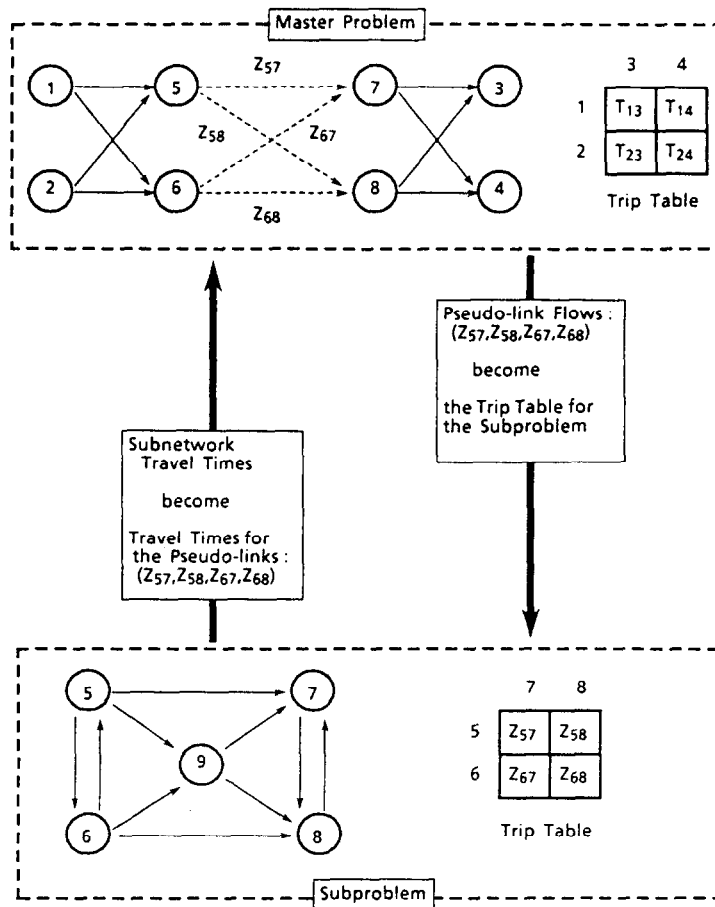 Master Problem
1 5 Z57 7 3
Z58 Z67
2 6 Z68 8 4
3 4
1 T13 T14
2 T23 T24
Trip Table
Pseudo-link Flows :
(Z57,Z58,Z67,Z68)
become
the Trip Table for
the Subproblem
Subnetwork
Travel Times
become
Travel Times for
the Pseudo-links :
(Z57,Z58,Z67,Z68)
5 7
9
6 8
7 8
5 Z57 Z58
6 Z67 Z68
Trip Table
Subproblem